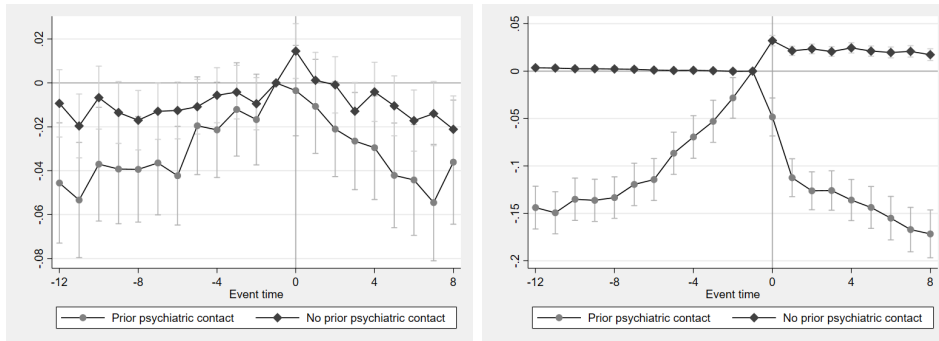 .02
0
-.02
-.04
-.06
-.08
-12 -8 -4 0 4 8
Event time
Prior psychiatric contact No prior psychiatric contact
.05
0
-.05
-.1
-.15
-.2
-12 -8 -4 0 4 8
Event time
Prior psychiatric contact No prior psychiatric contact